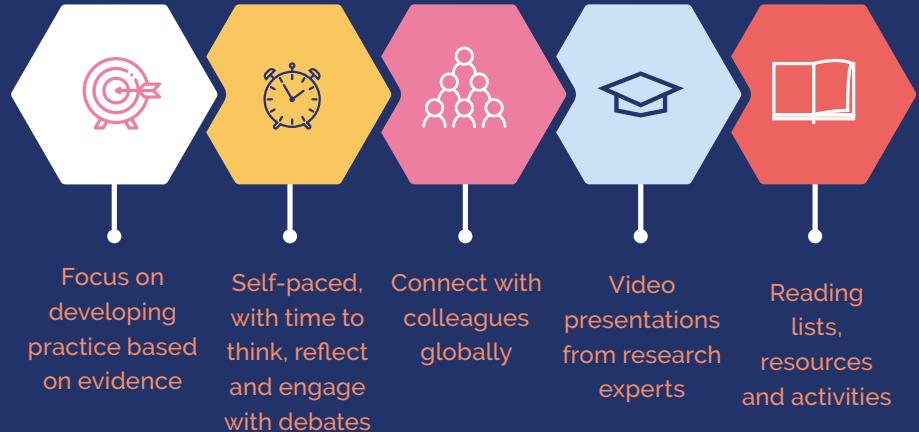 Focus on
developing
practice based
on evidence
Self-paced,
with time to
think, reflect
and engage
with debates
Connect with
colleagues
globally
Video
presentations
from research
experts
Reading
lists,
resources
and activities